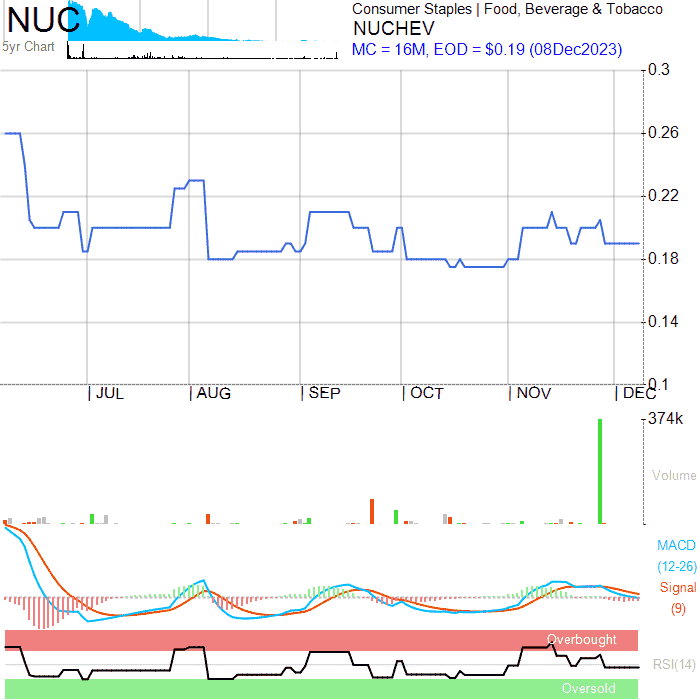 NUC
Consumer Staples | Food, Beverage & Tobacco
NUCHEV
5yr Chart
MC = 16M, EOD = $0.19 (08Dec2023)
0.3
0.26
0.22
0.18
0.14
0.1
JUL AUG SEP OCT NOV DEC
374k
Volume
MACD
(12-26)
Signal
(9)
Overbought
RSI(14)
Oversold